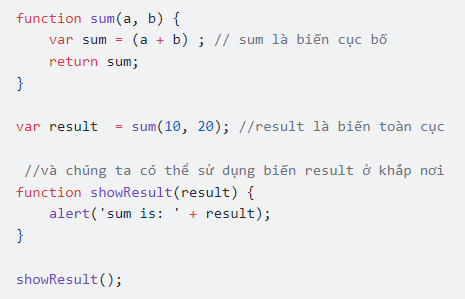 function sum(a, b) {
var sum = (a + b) ; // sum là biến cục bố
return sum;
}
var result  = sum(10, 20); //result là biến toàn cục
//và chúng ta có thể sử dụng biến result ở khắp nơi
function showResult(result) {
alert('sum is: ' + result);
}
showResult();